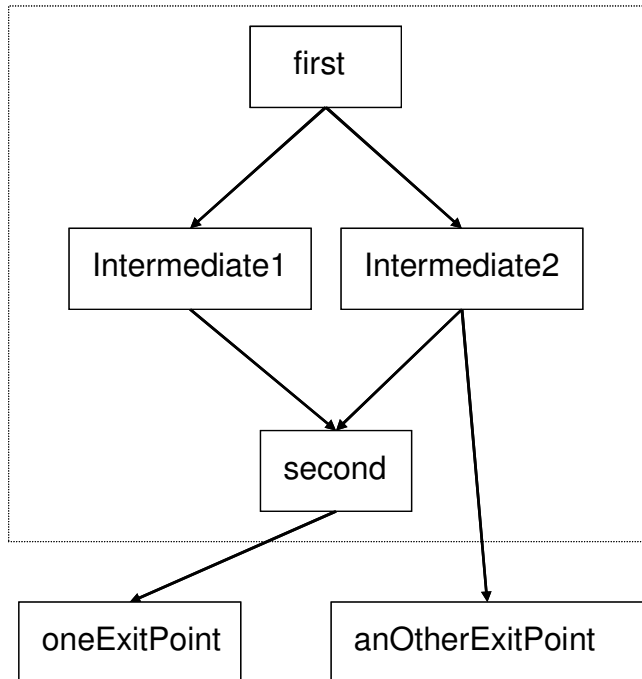 first
Intermediate1
Intermediate2
second
oneExitPoint
anOtherExitPoint